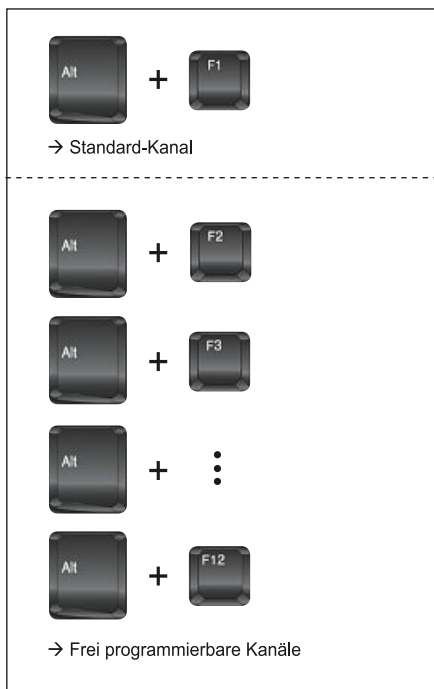 Alt + F1
→ Standard-Kanal
Alt + F2
Alt + F3
Alt + ⋮
Alt + F12
→ Frei programmierbare Kanäle